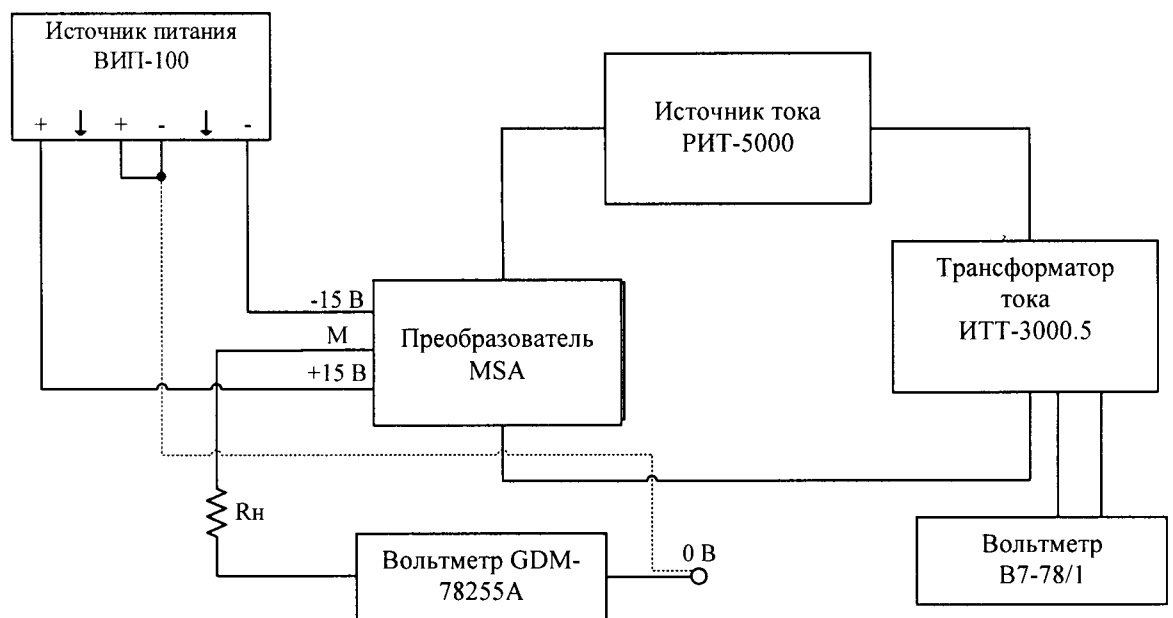 Источник питания
ВИП-100
+ ↓ + - ↓ -
Источник тока
РИТ-5000
Трансформатор
тока
ИТТ-3000.5
-15 В
М
+15 В
Преобразователь
MSA
Rн
Вольтметр GDM-
78255A
0 В
Вольтметр
В7-78/1